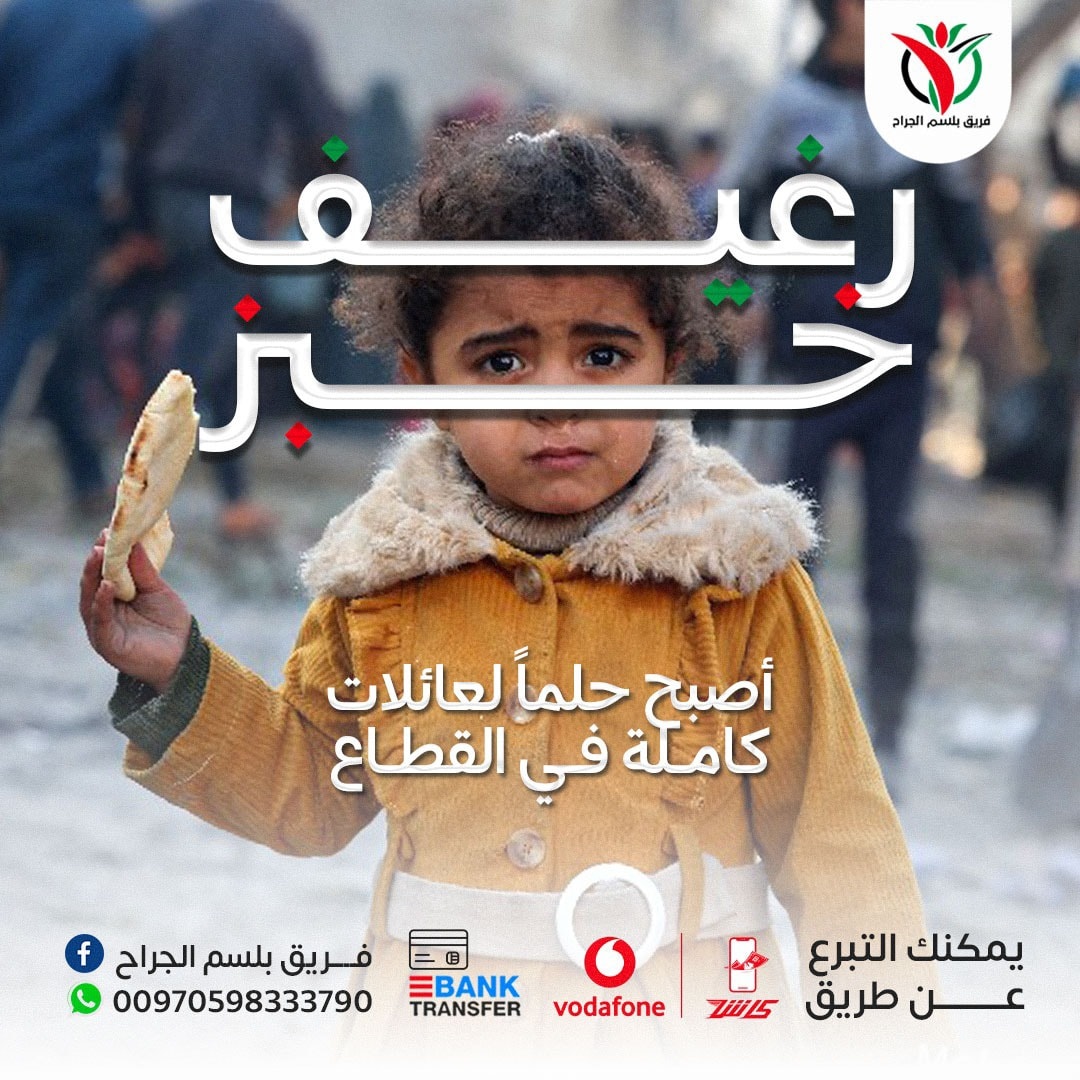 فريق بلسم الجراح
رغيف
خبز
أصبح حلماً لعائلات
كاملة في القطاع
يمكنك التبرع
عن طريق
كاش
vodafone
BANK
TRANSFER
فريق بلسم الجراح
00970598333790